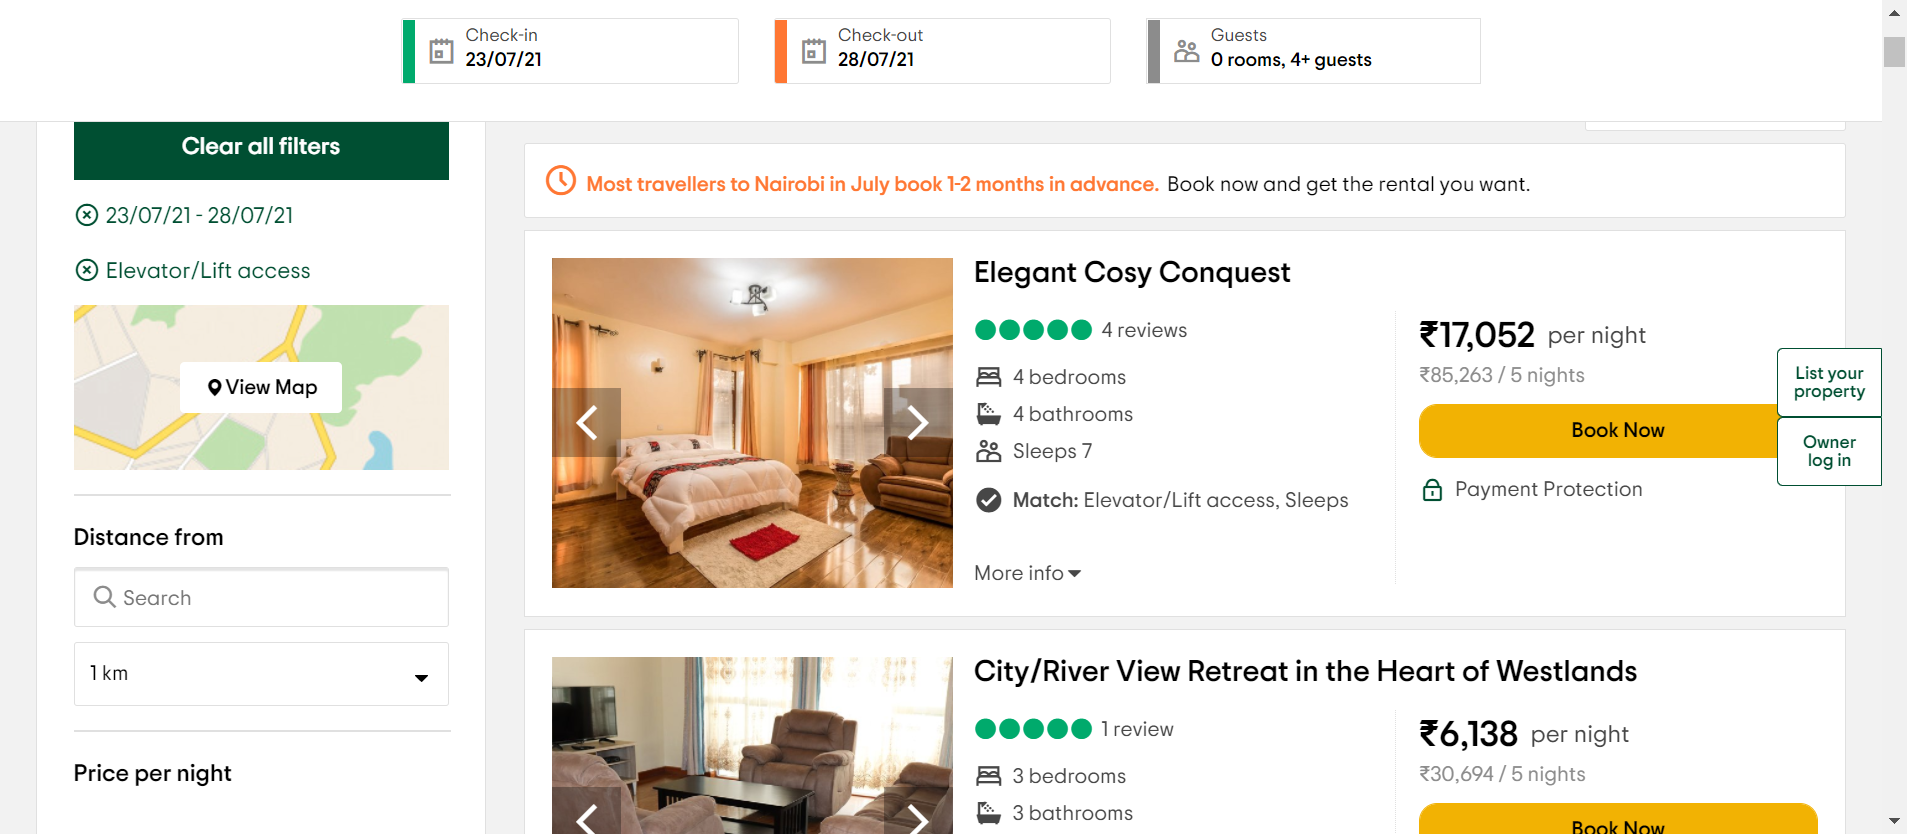 Check-in
23/07/21
Check-out
28/07/21
Guests
0 rooms, 4+ guests
Clear all filters
23/07/21 - 28/07/21
Elevator/Lift access
View Map
Distance from
Search
1 km
Price per night
Most travellers to Nairobi in July book 1-2 months in advance. Book now and get the rental you want.
Elegant Cosy Conquest
4 reviews
4 bedrooms
4 bathrooms
Sleeps 7
Match: Elevator/Lift access, Sleeps
More info
₹17,052 per night
₹85,263 / 5 nights
Book Now
Payment Protection
List your
property
Owner
log in
City/River View Retreat in the Heart of Westlands
1 review
3 bedrooms
3 bathrooms
₹6,138 per night
₹30,694 / 5 nights
Book Now